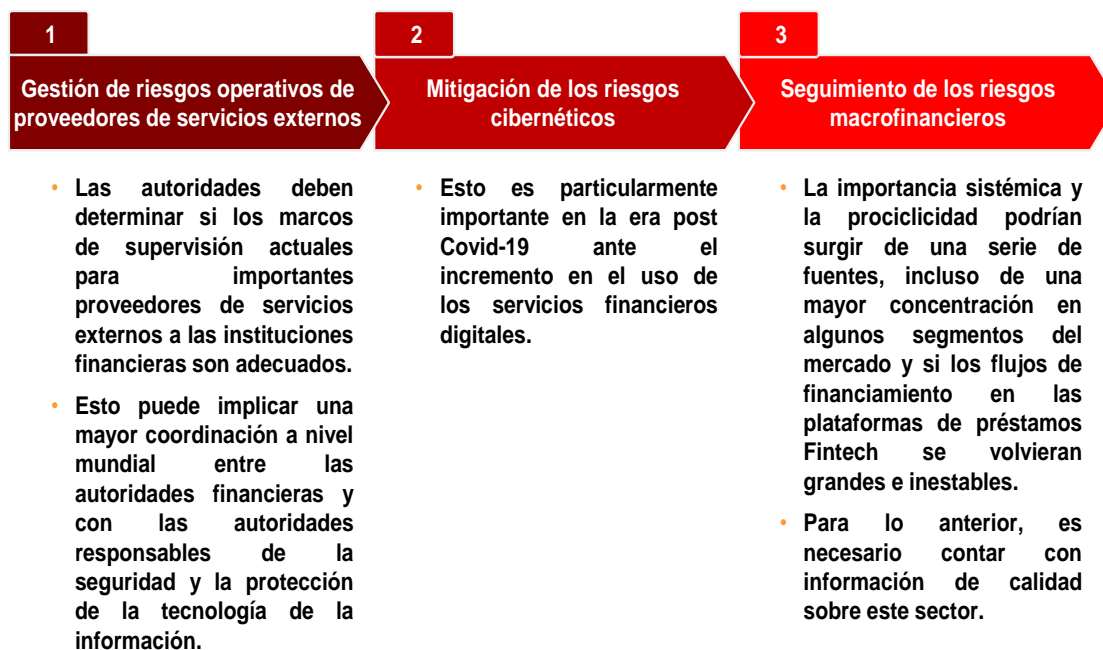 1
Gestión de riesgos operativos de
proveedores de servicios externos
• Las autoridades deben
determinar si los marcos
de supervisión actuales
para importantes
proveedores de servicios
externos a las instituciones
financieras son adecuados.
• Esto puede implicar una
mayor coordinación a nivel
mundial entre las
autoridades financieras y
con las autoridades
responsables de la
seguridad y la protección
de la tecnología de la
información.
2
Mitigación de los riesgos
cibernéticos
• Esto es particularmente
importante en la era post
Covid-19 ante el
incremento en el uso de
los servicios financieros
digitales.
3
Seguimiento de los riesgos
macrofinancieros
• La importancia sistémica y
la prociclicidad podrían
surgir de una serie de
fuentes, incluso de una
mayor concentración en
algunos segmentos del
mercado y si los flujos de
financiamiento en las
plataformas de préstamos
Fintech se volvieran
grandes e inestables.
• Para lo anterior, es
necesario contar con
información de calidad
sobre este sector.